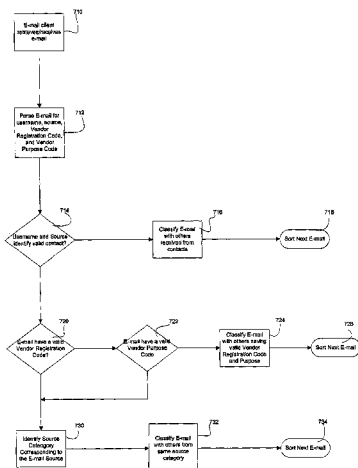 710
E-mail client
retrieves/receives
e-mail
712
Parse E-mail for
username, source,
Vendor
Registration Code,
and Vendor
Purpose Code
714
Username and Source
identify valid contact?
716
Classify E-mail
with others
received from
contacts
718
Sort Next E-mail
720
E-mail have a valid
Vendor Registration
Code?
722
E-mail have a valid
Vendor Purpose
Code
724
Classify E-mail
with others having
valid Vendor
Registration Code
and Purpose
726
Sort Next E-mail
730
Identify Source
Category
Corresponding to
the E-mail Source
732
Classify E-mail
with others from
same source
category
734
Sort Next E-mail